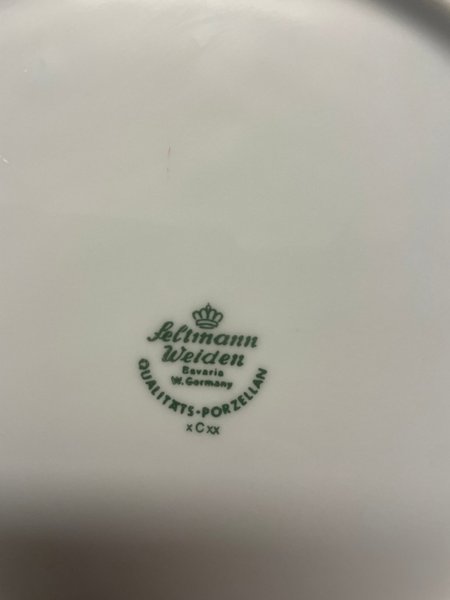 Seltmann
Weiden
Bavaria
W. Germany
QUALITÄTS-PORZELLAN
x C xx